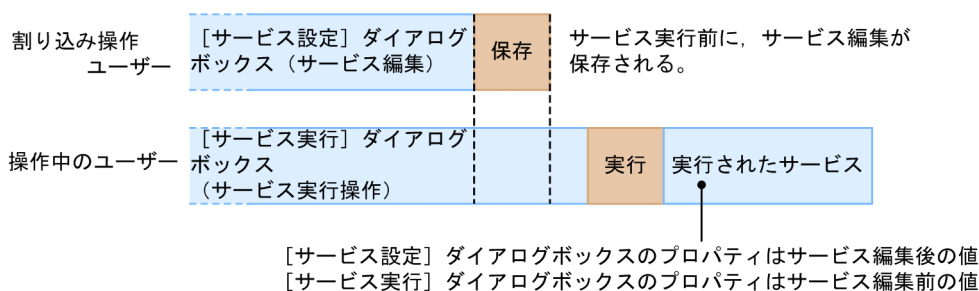 割り込み操作
ユーザー
［サービス設定］ダイアログ
ボックス（サービス編集）
保存
サービス実行前に，サービス編集が
保存される。
操作中のユーザー
［サービス実行］ダイアログ
ボックス
（サービス実行操作）
実行
実行されたサービス
［サービス設定］ダイアログボックスのプロパティはサービス編集後の値
［サービス実行］ダイアログボックスのプロパティはサービス編集前の値